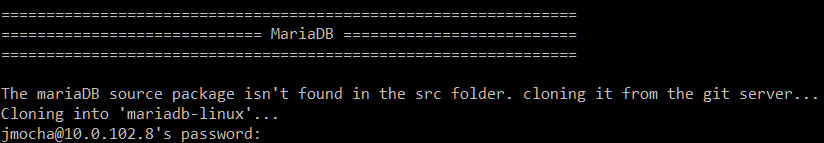 ================================================================
============================= MariaDB ==========================
================================================================
The mariaDB source package isn't found in the src folder. cloning it from the git server...
Cloning into 'mariadb-linux'...
jmocha@10.0.102.8's password: